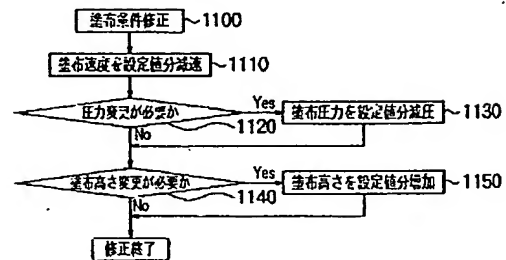 塗布条件修正 1100
塗布速度を設定値分減速 1110
圧力変更が必要か Yes 塗布圧力を設定値分減圧 1130
No 1120
塗布高さ変更が必要か Yes 塗布高さを設定値分増加 1150
No 1140
修正終了